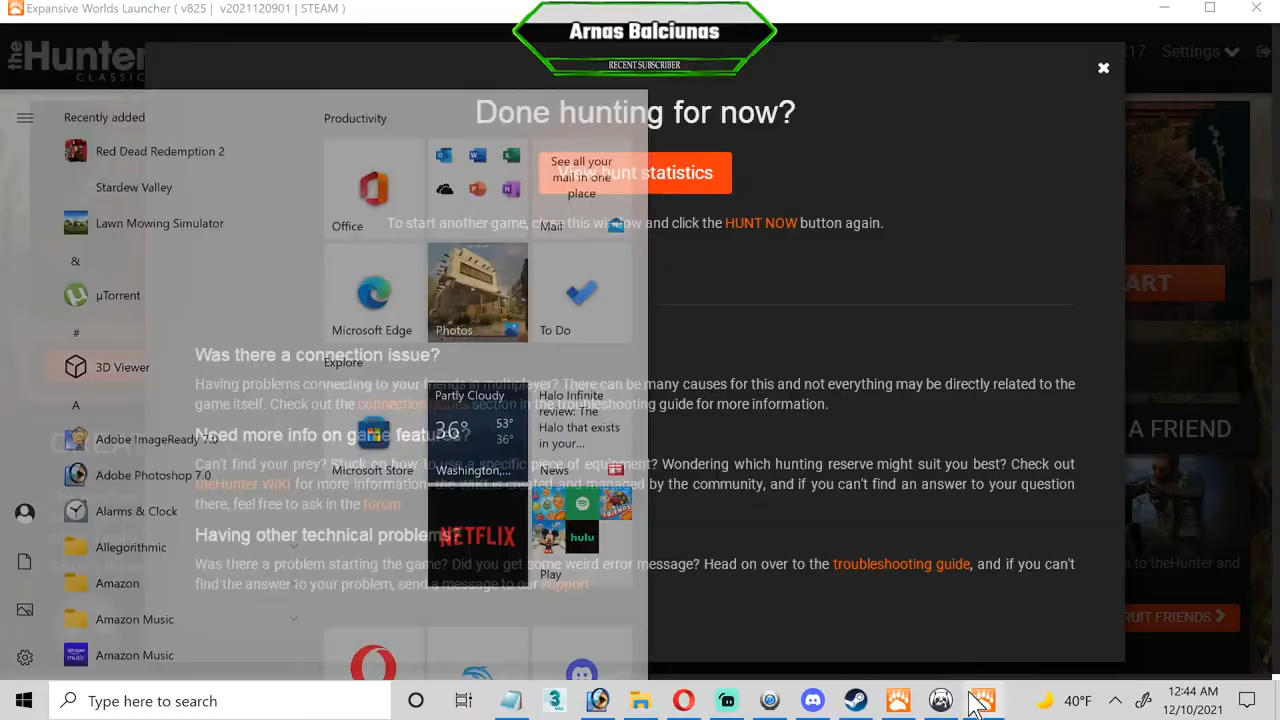 Expansive Worlds Launcher ( v825 | v2021120901 | STEAM )
Arnas Balciunas
RECENT SUBSCRIBER
the Hunter
CLASSIC
:17 Settings
Done hunting for now?
View hunt statistics
To start another game, close this window and click the HUNT NOW button again.
Recently added
Red Dead Redemption 2
Stardew Valley
Lawn Mowing Simulator
&
µTorrent
#
3D Viewer
A
Adobe ImageReady 7.0
Adobe Photoshop 7.0
Alarms & Clock
Allegorithmic
Amazon
Amazon Music
Amazon Music
Productivity
Office
See all your
mail in one
place
Mail
Microsoft Edge
Photos
To Do
Explore
Microsoft Store
Partly Cloudy
36° 53°
36°
Washington,...
Halo Infinite
review: The
Halo that exists
in your...
News
NETFLIX
hulu
Play
Was there a connection issue?
Having problems connecting to your friends in multiplayer? There can be many causes for this and not everything may be directly related to the
game itself. Check out the connection issues section in the troubleshooting guide for more information.
Need more info on game features?
Can't find your prey? Stuck on how to use a specific piece of equipment? Wondering which hunting reserve might suit you best? Check out
theHunter WIKI for more information, the wiki is created and managed by the community, and if you can't find an answer to your question
there, feel free to ask in the forum
Having other technical problems?
Was there a problem starting the game? Did you get some weird error message? Head on over to the troubleshooting guide, and if you can't
find the answer to your problem, send a message to our support
ART
A FRIEND
to theHunter and
RUIT FRIENDS
Type here to search
40°F
12:44 AM
12/10/2021